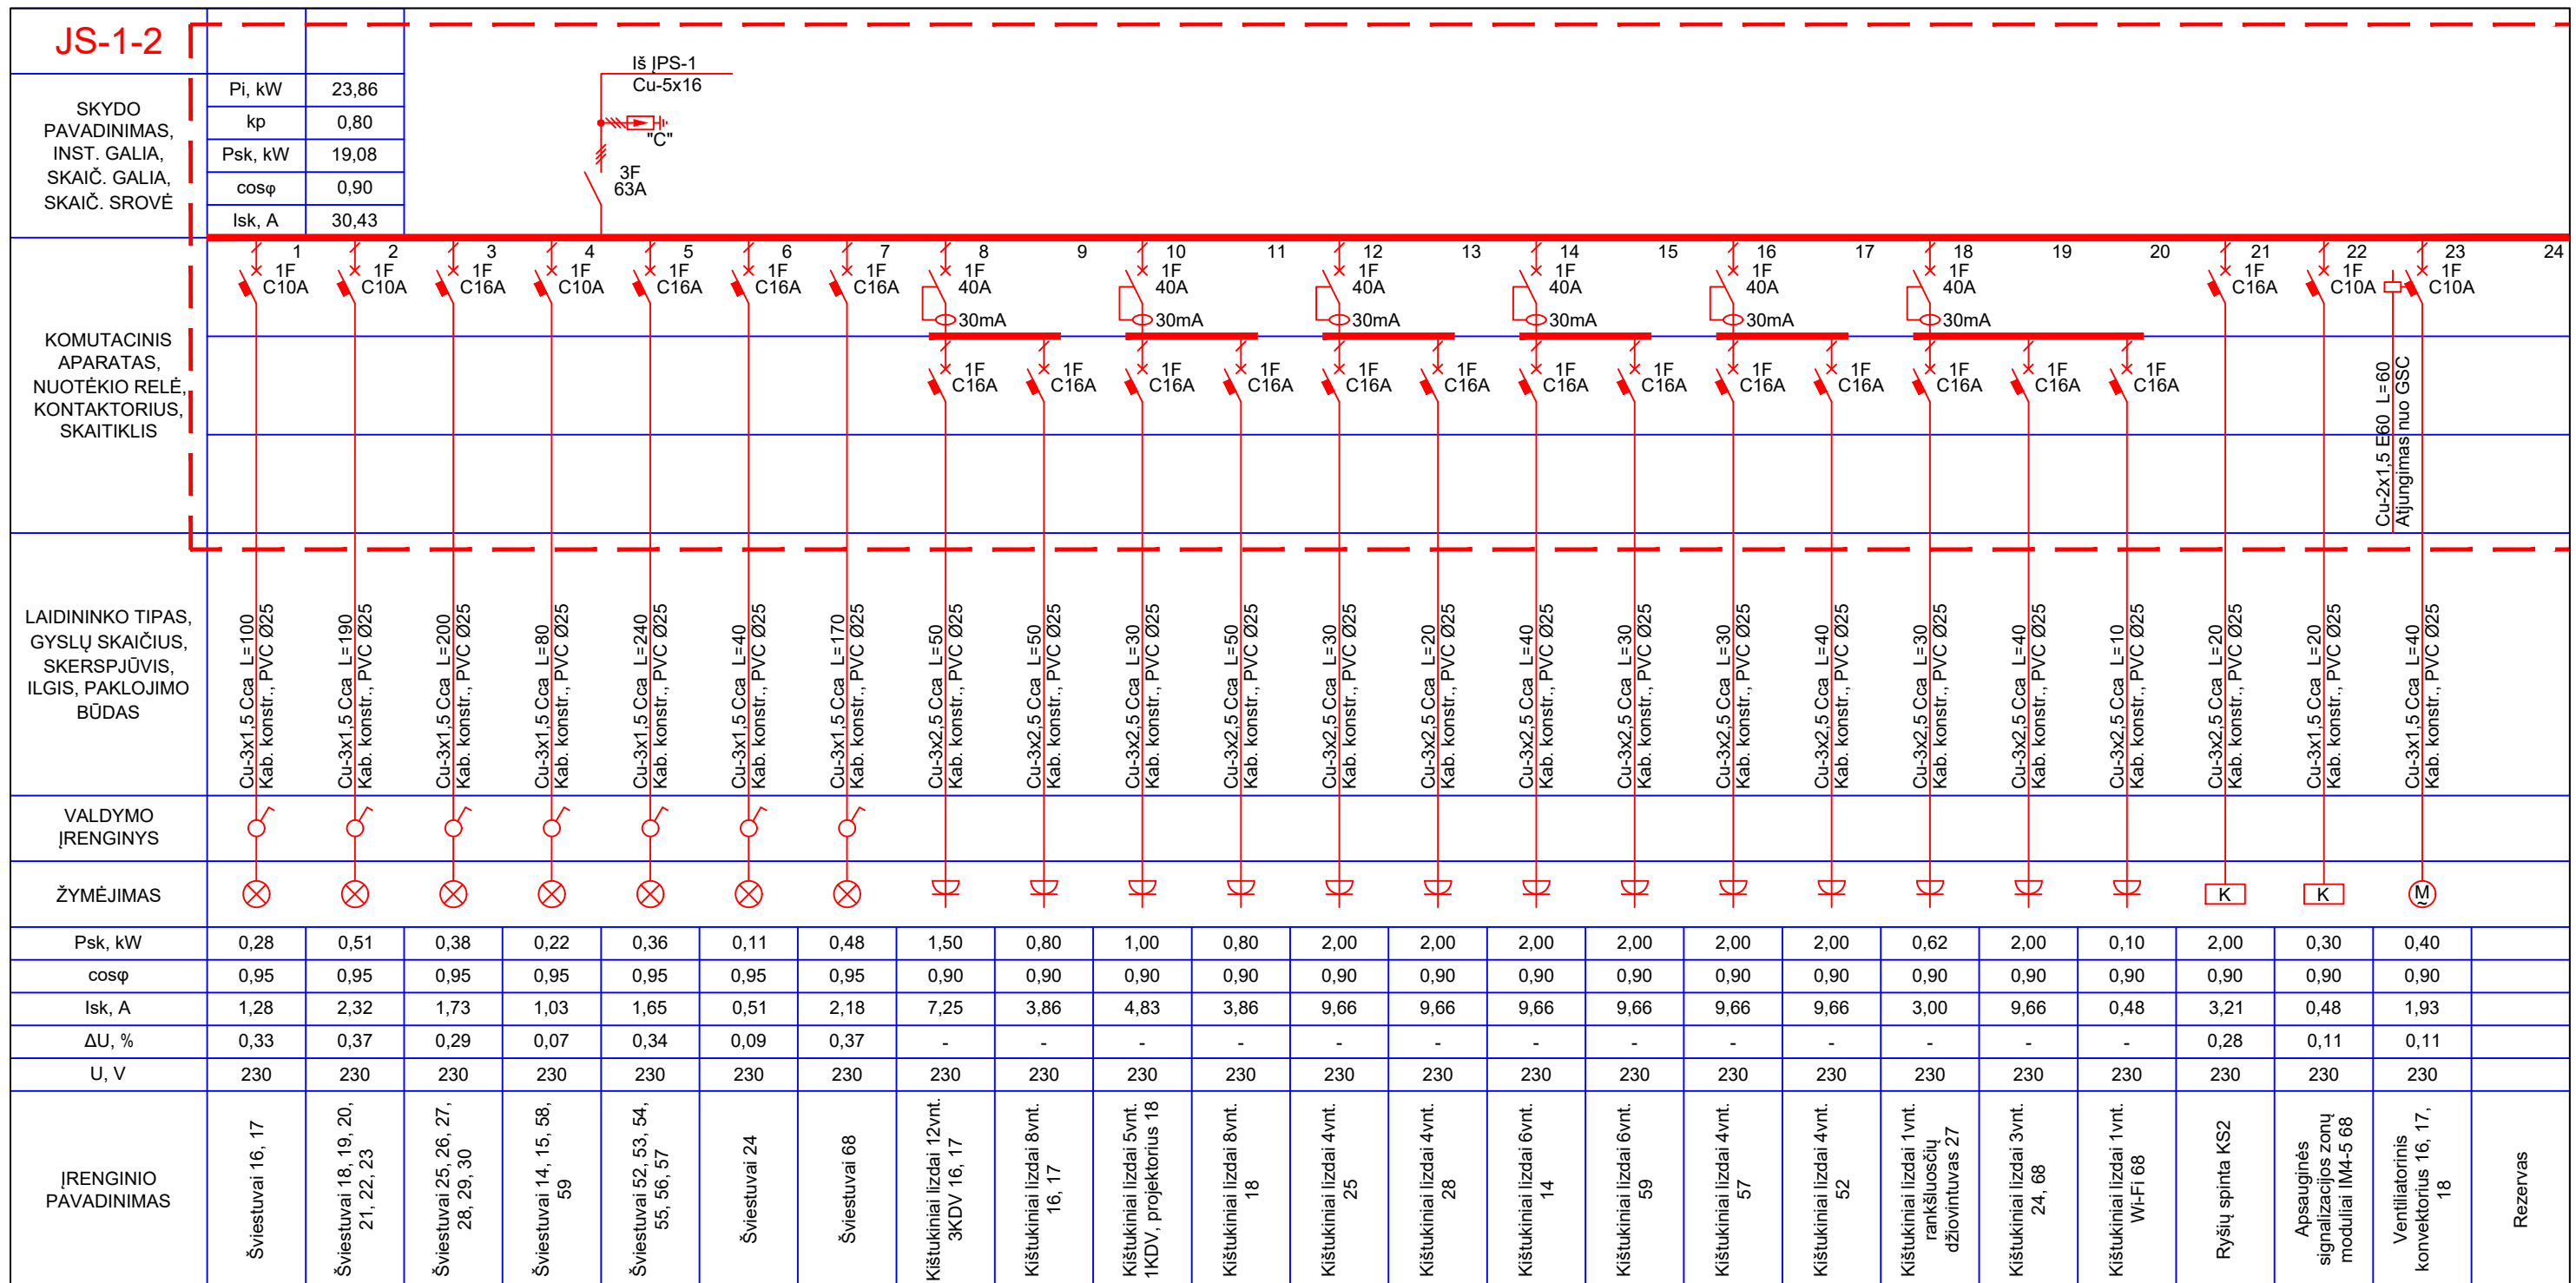 JS-1-2
SKYDO
PAVADINIMAS,
INST. GALIA,
SKAIČ. GALIA,
SKAIČ. SROVĖ
Pi, kW 23,86
kp 0,80
Psk, kW 19,08
cosφ 0,90
Isk, A 30,43
Iš ĮPS-1
Cu-5x16
"C"
3F
63A
KOMUTACINIS
APARATAS,
NUOTĖKIO RELĖ,
KONTAKTORIUS,
SKAITIKLIS
1 2 3 4 5 6 7 8 9 10 11 12 13 14 15 16 17 18 19 20 21 22 23 24
1F 1F 1F 1F 1F 1F 1F 1F 1F 1F 1F 1F 1F 1F 1F 1F
C10A C10A C16A C10A C16A C16A C16A 40A 40A 40A 40A 40A 40A C16A C10A C10A
30mA 30mA 30mA 30mA 30mA 30mA
1F 1F 1F 1F 1F 1F 1F 1F 1F 1F 1F 1F 1F
C16A C16A C16A C16A C16A C16A C16A C16A C16A C16A C16A C16A C16A
Cu-2x1,5 E60 L=60
Atjungimas nuo GSC
LAIDININKO TIPAS,
GYSLŲ SKAIČIUS,
SKERSPJŪVIS,
ILGIS, PAKLOJIMO
BŪDAS
Cu-3x1,5 Cca L=100
Kab. konstr., PVC Ø25
Cu-3x1,5 Cca L=190
Kab. konstr., PVC Ø25
Cu-3x1,5 Cca L=200
Kab. konstr., PVC Ø25
Cu-3x1,5 Cca L=80
Kab. konstr., PVC Ø25
Cu-3x1,5 Cca L=240
Kab. konstr., PVC Ø25
Cu-3x1,5 Cca L=40
Kab. konstr., PVC Ø25
Cu-3x1,5 Cca L=170
Kab. konstr., PVC Ø25
Cu-3x2,5 Cca L=50
Kab. konstr., PVC Ø25
Cu-3x2,5 Cca L=50
Kab. konstr., PVC Ø25
Cu-3x2,5 Cca L=30
Kab. konstr., PVC Ø25
Cu-3x2,5 Cca L=50
Kab. konstr., PVC Ø25
Cu-3x2,5 Cca L=30
Kab. konstr., PVC Ø25
Cu-3x2,5 Cca L=20
Kab. konstr., PVC Ø25
Cu-3x2,5 Cca L=40
Kab. konstr., PVC Ø25
Cu-3x2,5 Cca L=30
Kab. konstr., PVC Ø25
Cu-3x2,5 Cca L=30
Kab. konstr., PVC Ø25
Cu-3x2,5 Cca L=40
Kab. konstr., PVC Ø25
Cu-3x2,5 Cca L=30
Kab. konstr., PVC Ø25
Cu-3x2,5 Cca L=40
Kab. konstr., PVC Ø25
Cu-3x2,5 Cca L=10
Kab. konstr., PVC Ø25
Cu-3x2,5 Cca L=20
Kab. konstr., PVC Ø25
Cu-3x1,5 Cca L=20
Kab. konstr., PVC Ø25
Cu-3x1,5 Cca L=40
Kab. konstr., PVC Ø25
VALDYMO
ĮRENGINYS
ŽYMĖJIMAS
K K M
~
Psk, kW 0,28 0,51 0,38 0,22 0,36 0,11 0,48 1,50 0,80 1,00 0,80 2,00 2,00 2,00 2,00 2,00 2,00 0,62 2,00 0,10 2,00 0,30 0,40
cosφ 0,95 0,95 0,95 0,95 0,95 0,95 0,95 0,90 0,90 0,90 0,90 0,90 0,90 0,90 0,90 0,90 0,90 0,90 0,90 0,90 0,90 0,90 0,90
Isk, A 1,28 2,32 1,73 1,03 1,65 0,51 2,18 7,25 3,86 4,83 3,86 9,66 9,66 9,66 9,66 9,66 9,66 3,00 9,66 0,48 3,21 0,48 1,93
ΔU, % 0,33 0,37 0,29 0,07 0,34 0,09 0,37 - - - - - - - - - - - - - 0,28 0,11 0,11
U, V 230 230 230 230 230 230 230 230 230 230 230 230 230 230 230 230 230 230 230 230 230 230 230
ĮRENGINIO
PAVADINIMAS
Šviestuvai 16, 17
Šviestuvai 18, 19, 20,
21, 22, 23
Šviestuvai 25, 26, 27,
28, 29, 30
Šviestuvai 14, 15, 58,
59
Šviestuvai 52, 53, 54,
55, 56, 57
Šviestuvai 24
Šviestuvai 68
Kištukiniai lizdai 12vnt.
3KDV 16, 17
Kištukiniai lizdai 8vnt.
16, 17
Kištukiniai lizdai 5vnt.
1KDV, projektorius 18
Kištukiniai lizdai 8vnt.
18
Kištukiniai lizdai 4vnt.
25
Kištukiniai lizdai 4vnt.
28
Kištukiniai lizdai 6vnt.
14
Kištukiniai lizdai 6vnt.
59
Kištukiniai lizdai 4vnt.
57
Kištukiniai lizdai 4vnt.
52
Kištukiniai lizdai 1vnt.
rankšluosčių
džiovintuvas 27
Kištukiniai lizdai 3vnt.
24, 68
Kištukiniai lizdai 1vnt.
Wi-Fi 68
Ryšių spinta KS2
Apsauginės
signalizacijos zonų
moduliai IM4-5 68
Ventiliatorinis
konvektorius 16, 17,
18
Rezervas